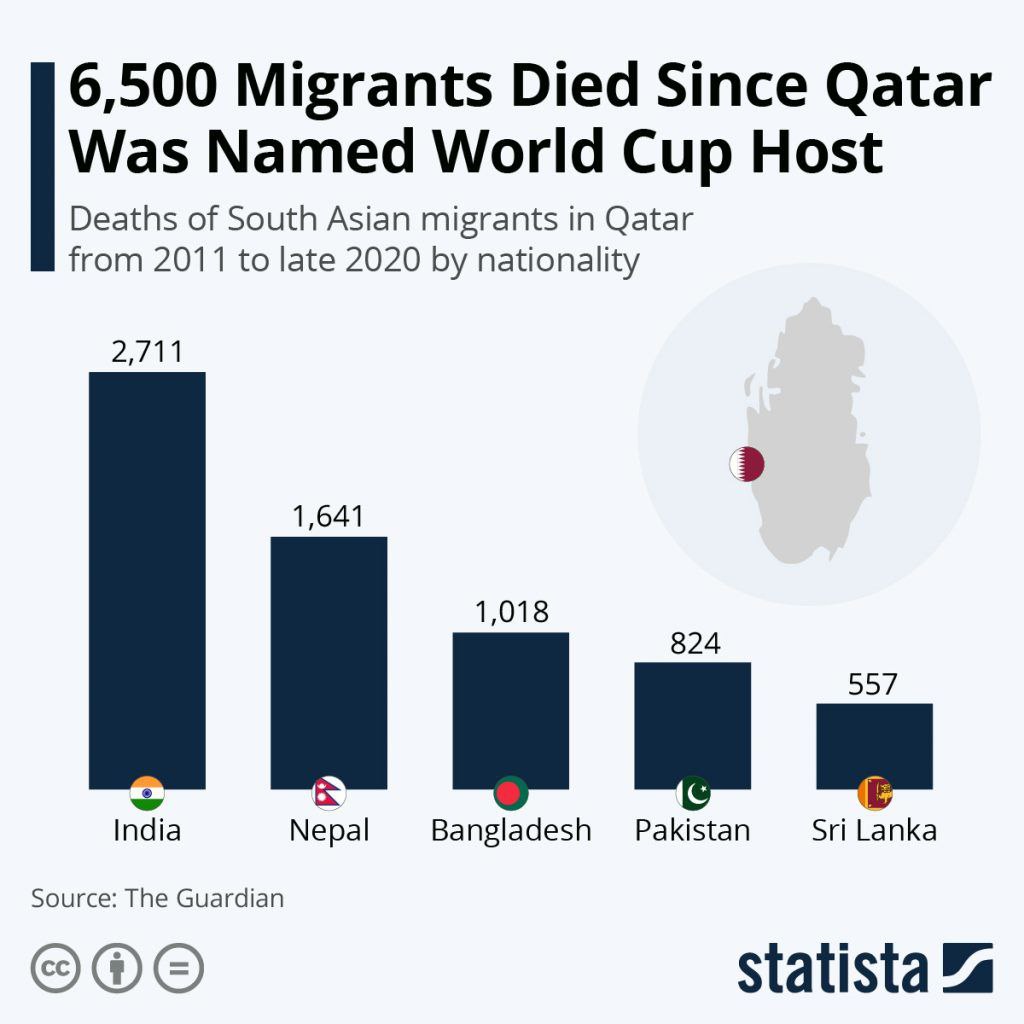 6,500 Migrants Died Since Qatar
Was Named World Cup Host
Deaths of South Asian migrants in Qatar
from 2011 to late 2020 by nationality
2,711
1,641
1,018
824
557
India
Nepal
Bangladesh
Pakistan
Sri Lanka
Source: The Guardian
cc
statista